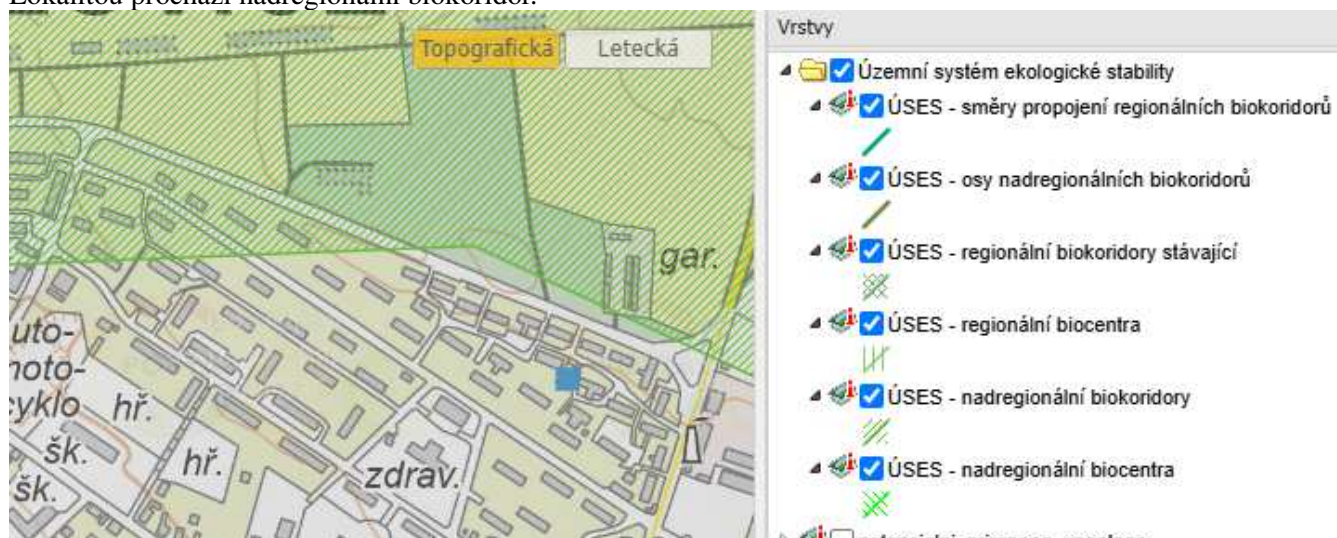 Lokalitou prochází nadregionální biokoridor.
Topografická
Letecká
gar.
uto-
noto-
yklo
hř.
šk.
hř.
šk.
zdrav.
Vrstvy
Územní systém ekologické stability
ÚSES - směry propojení regionálních biokoridorů
ÚSES - osy nadregionálních biokoridorů
ÚSES - regionální biokoridory stávající
ÚSES - regionální biocentra
ÚSES - nadregionální biokoridory
ÚSES - nadregionální biocentra